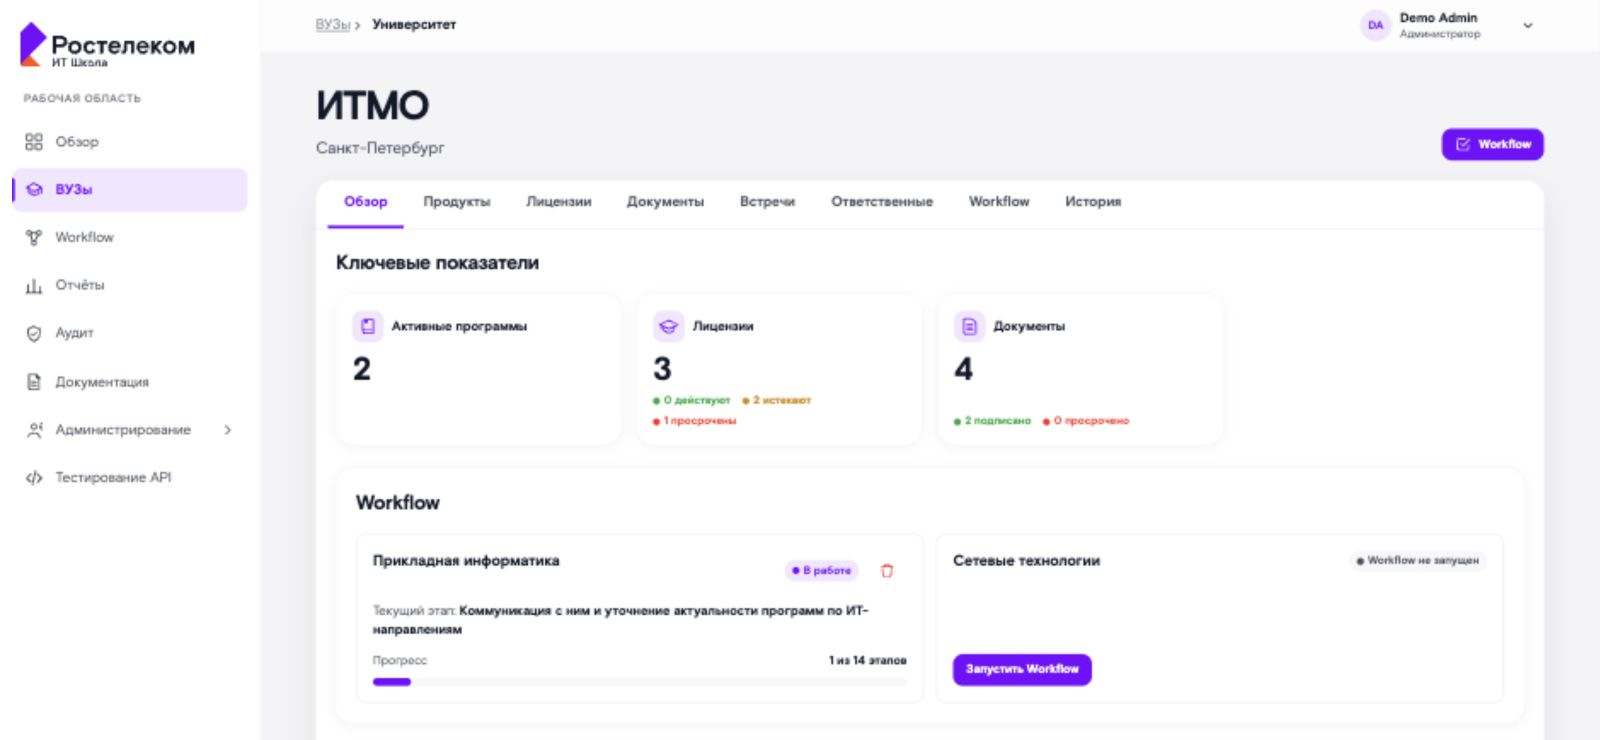 Ростелеком
ИТ Школа
РАБОЧАЯ ОБЛАСТЬ
Обзор
ВУЗы
Workflow
Отчёты
Аудит
Документация
Администрирование
Тестирование API
ВУЗы › Университет
DA
Demo Admin
Администратор
ИТМО
Санкт-Петербург
Workflow
Обзор Продукты Лицензии Документы Встречи Ответственные Workflow История
Ключевые показатели
Активные программы
2
Лицензии
3
0 действуют 2 истекают
1 просрочены
Документы
4
2 подписано 0 просрочено
Workflow
Прикладная информатика
В работе
Текущий этап: Коммуникация с ним и уточнение актуальности программ по ИТ-
направлениям
Прогресс 1 из 14 этапов
Сетевые технологии
Workflow не запущен
Запустить Workflow